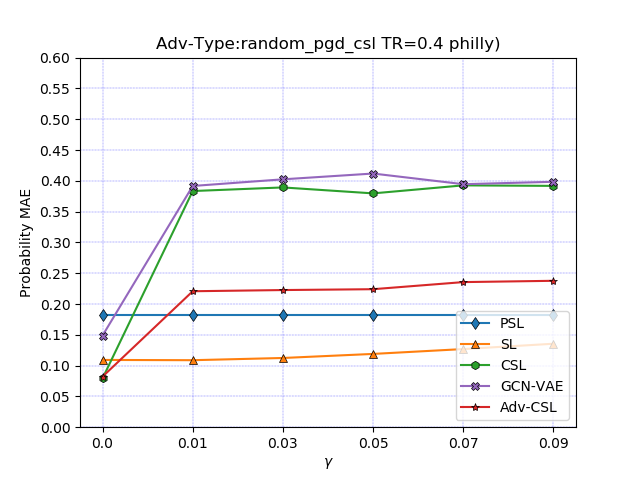 Adv-Type:random_pgd_csl TR=0.4 philly)
Probability MAE
0.60
0.55
0.50
0.45
0.40
0.35
0.30
0.25
0.20
0.15
0.10
0.05
0.00
PSL
SL
CSL
GCN-VAE
Adv-CSL
0.0 0.01 0.03 0.05 0.07 0.09
γ